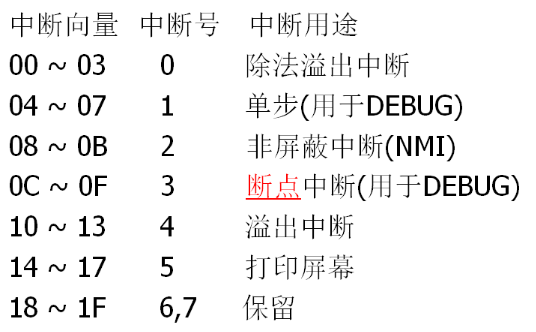 中断向量 中断号 中断用途
00 ~ 03 0 除法溢出中断
04 ~ 07 1 单步(用于DEBUG)
08 ~ 0B 2 非屏蔽中断(NMI)
0C ~ 0F 3 断点中断(用于DEBUG)
10 ~ 13 4 溢出中断
14 ~ 17 5 打印屏幕
18 ~ 1F 6,7 保留